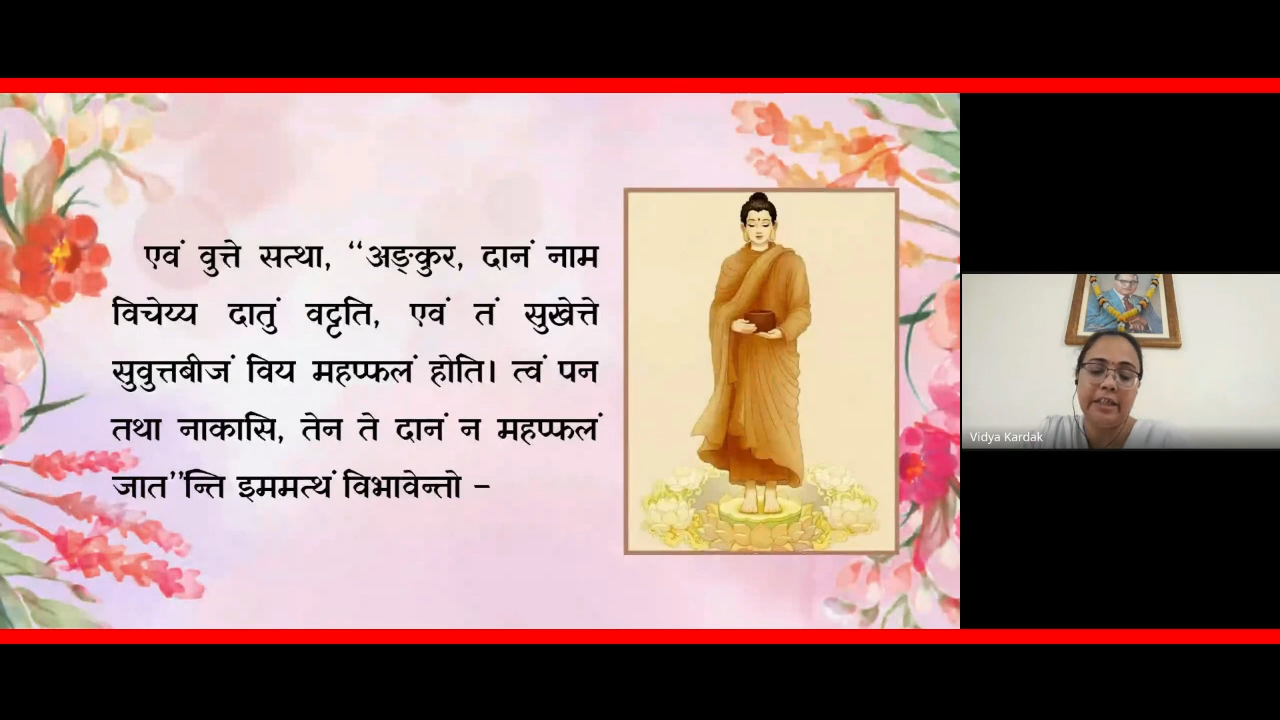 एवं वुत्ते सत्था, ‘‘अङ्कुर, दानं नाम
विचेय्य दातुं वट्टति, एवं तं सुखेत्ते
सुवुत्तबीजं विय महप्फलं होति। त्वं पन
तथा नाकासि, तेन ते दानं न महप्फलं
जात’’न्ति इममत्थं विभावेन्तो –
Vidya Kardak